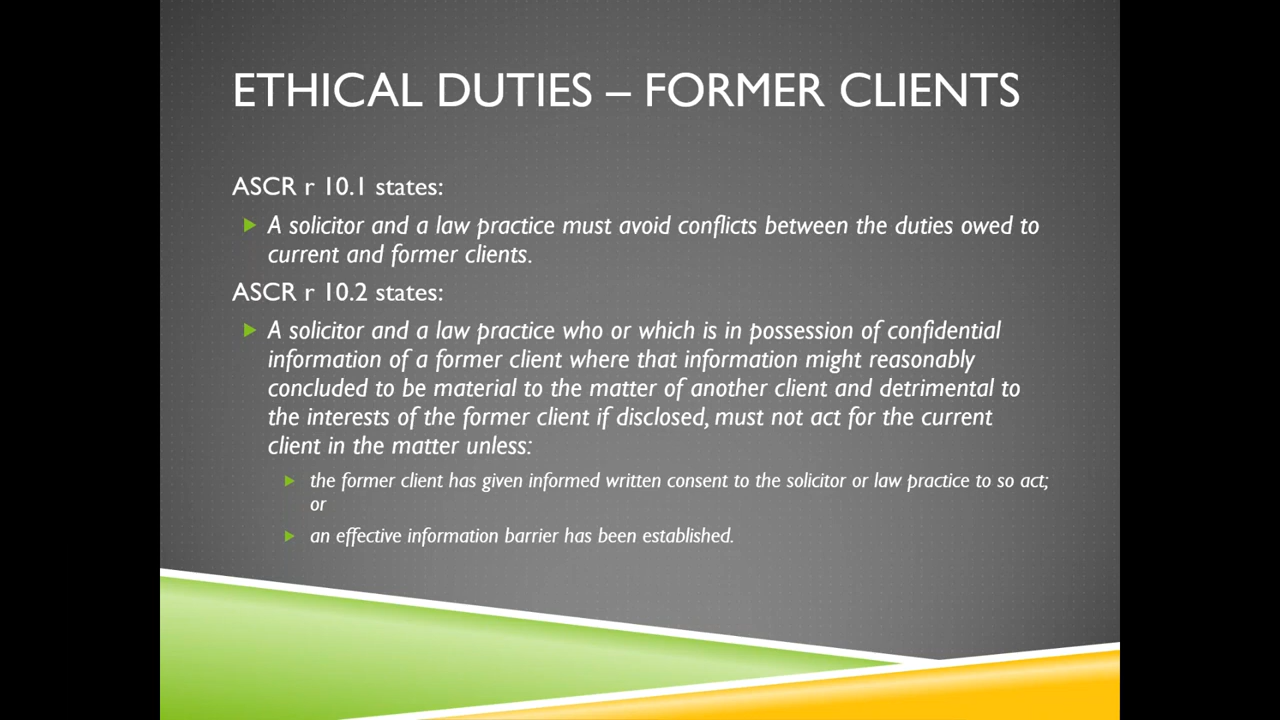 ETHICAL DUTIES – FORMER CLIENTS
ASCR r 10.1 states:
A solicitor and a law practice must avoid conflicts between the duties owed to
current and former clients.
ASCR r 10.2 states:
A solicitor and a law practice who or which is in possession of confidential
information of a former client where that information might reasonably
concluded to be material to the matter of another client and detrimental to
the interests of the former client if disclosed, must not act for the current
client in the matter unless:
the former client has given informed written consent to the solicitor or law practice to so act;
or
an effective information barrier has been established.